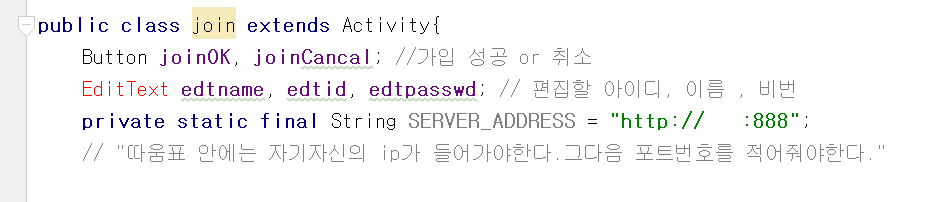 public class join extends Activity{
Button joinOK, joinCancal; //가입 성공 or 취소
EditText edtname, edtid, edtpasswd; // 편집할 아이디, 이름 , 비번
private static final String SERVER_ADDRESS = "http://   :888";
// "따움표 안에는 자기자신의 ip가 들어가야한다.그다음 포트번호를 적어줘야한다."